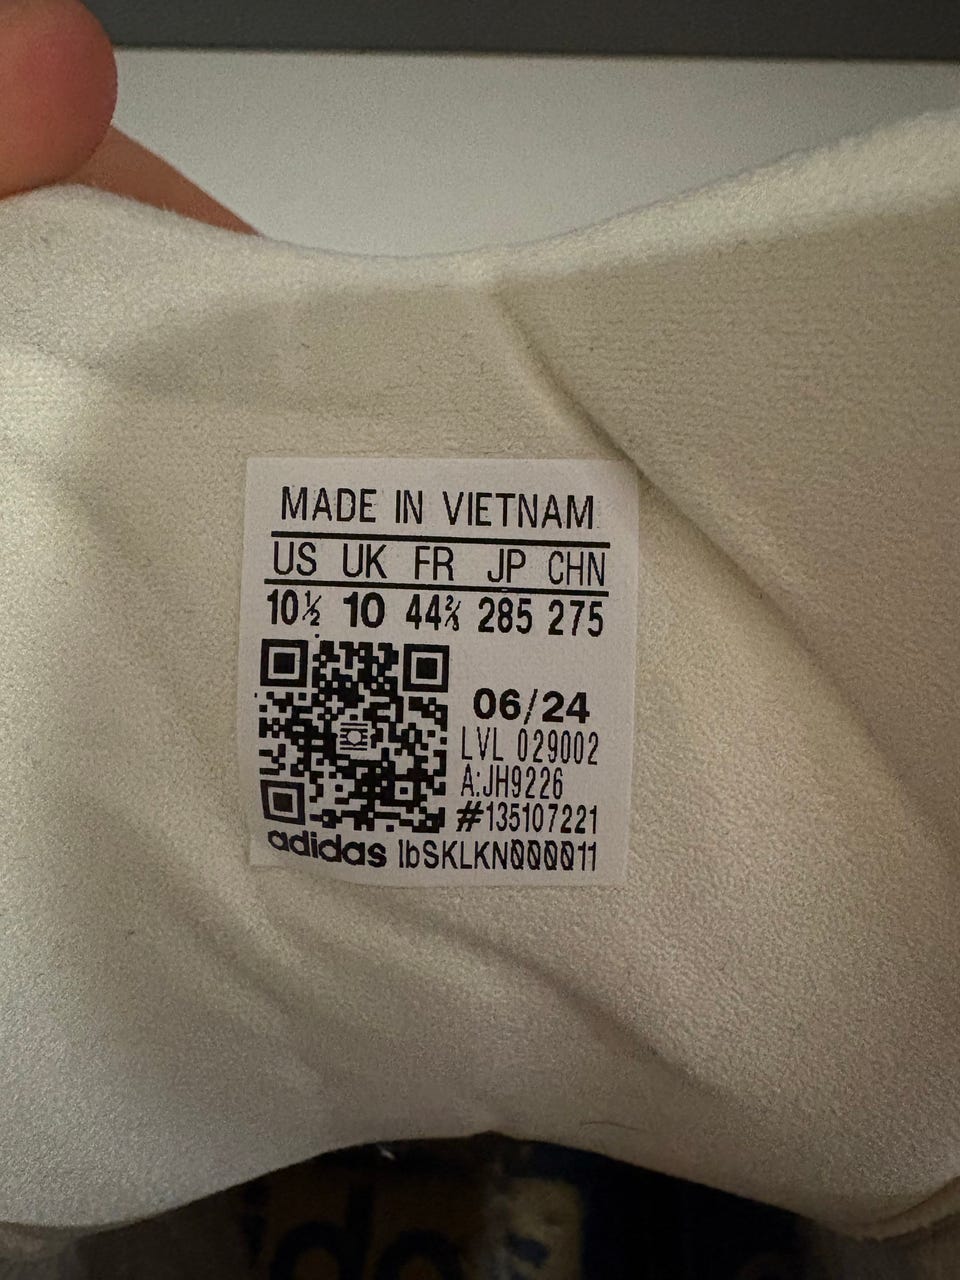 MADE IN VIETNAM
US UK FR JP CHN
10½ 10 44⅔ 285 275
06/24
LVL 029002
A:JH9226
#135107221
adidas lbSKLKN000011